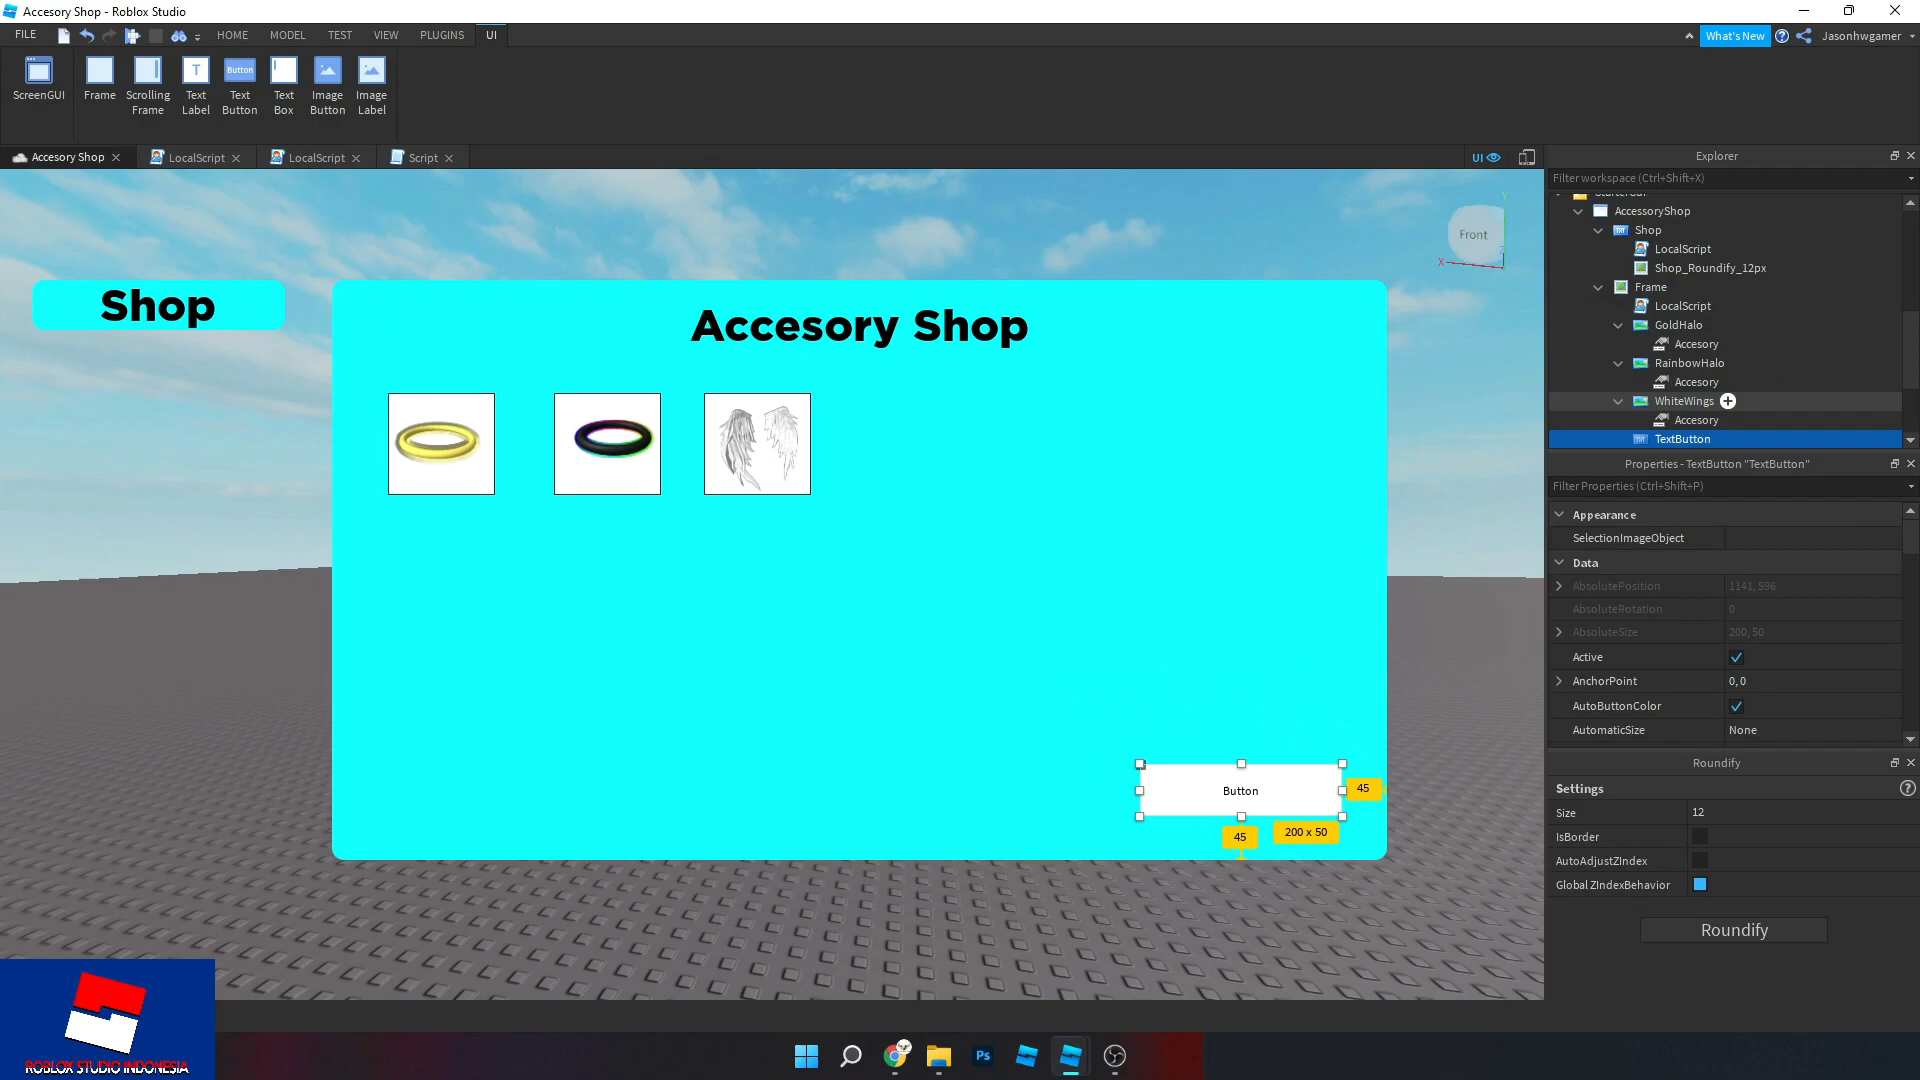 Accesory Shop - Roblox Studio
FILE
HOME
MODEL
TEST
VIEW
PLUGINS
UI
What's New
Jasonhwgamer
ScreenGUI
Frame
Scrolling
Frame
Text
Label
Button
Text
Button
Text
Box
Image
Button
Image
Label
Accesory Shop
LocalScript
LocalScript
Script
UI
Explorer
Filter workspace (Ctrl+Shift+X)
StarterGui
AccessoryShop
Shop
LocalScript
Shop_Roundify_12px
Frame
LocalScript
GoldHalo
Accesory
RainbowHalo
Accesory
WhiteWings
Accesory
TextButton
Front
X
Y
Z
Shop
Accesory Shop
Button
45
45
200 x 50
Properties - TextButton "TextButton"
Filter Properties (Ctrl+Shift+P)
Appearance
SelectionImageObject
Data
AbsolutePosition 1141, 596
AbsoluteRotation 0
AbsoluteSize 200, 50
Active
AnchorPoint 0, 0
AutoButtonColor
AutomaticSize None
Roundify
Settings
Size 12
IsBorder
AutoAdjustZIndex
Global ZIndexBehavior
Roundify
ROBLOX STUDIO INDONESIA
Ps